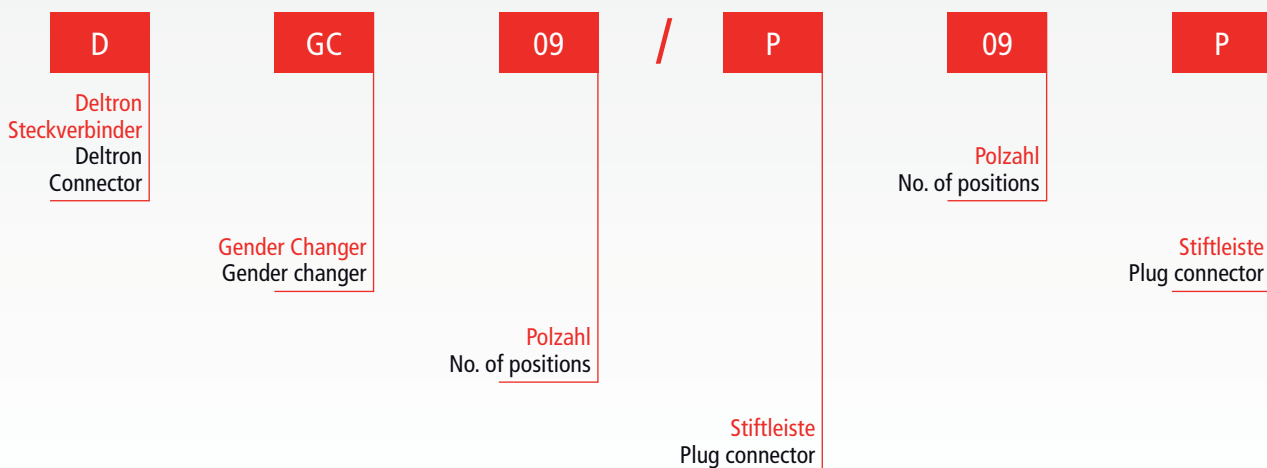 D GC 09 / P 09 P
Deltron
Steckverbinder
Deltron
Connector
Gender Changer
Gender changer
Polzahl
No. of positions
Stiftleiste
Plug connector
Polzahl
No. of positions
Stiftleiste
Plug connector